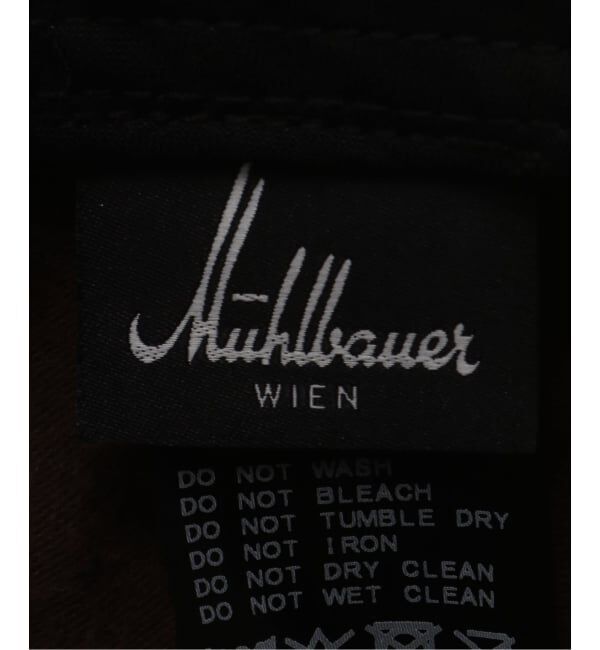 Mühlbauer
WIEN
DO NOT WASH
DO NOT BLEACH
DO NOT TUMBLE DRY
DO NOT IRON
DO NOT DRY CLEAN
DO NOT WET CLEAN